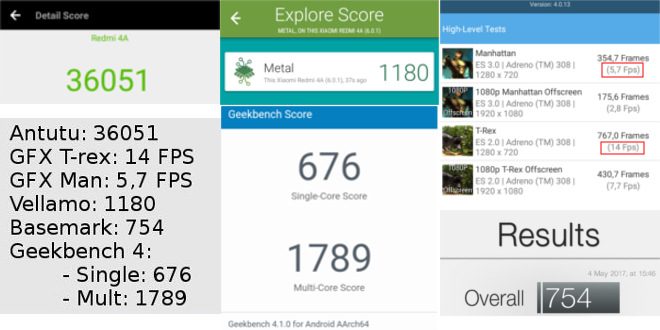 Detail Score
Redmi 4A
36051
Antutu: 36051
GFX T-rex: 14 FPS
GFX Man: 5,7 FPS
Vellamo: 1180
Basemark: 754
Geekbench 4:
- Single: 676
- Mult: 1789
Explore Score
METAL, ON THIS XIAOMI REDMI 4A (6.0.1)
Metal
This Xiaomi Redmi 4A (6.0.1), 37s ago
1180
Geekbench Score
676
Single-Core Score
1789
Multi-Core Score
Geekbench 4.1.0 for Android AArch64
Version: 4.0.13
High-Level Tests
Manhattan
ES 3.0 | Adreno (TM) 308 |
1280 x 720
354,7 Frames
(5,7 Fps)
1080p Manhattan Offscreen
ES 3.0 | Adreno (TM) 308 |
1920 x 1080
175,6 Frames
(2,8 Fps)
T-Rex
ES 2.0 | Adreno (TM) 308 |
1280 x 720
767,0 Frames
(14 Fps)
1080p T-Rex Offscreen
ES 2.0 | Adreno (TM) 308 |
1920 x 1080
430,7 Frames
(7,7 Fps)
Results
4 May 2017, at 15:46
Overall 754